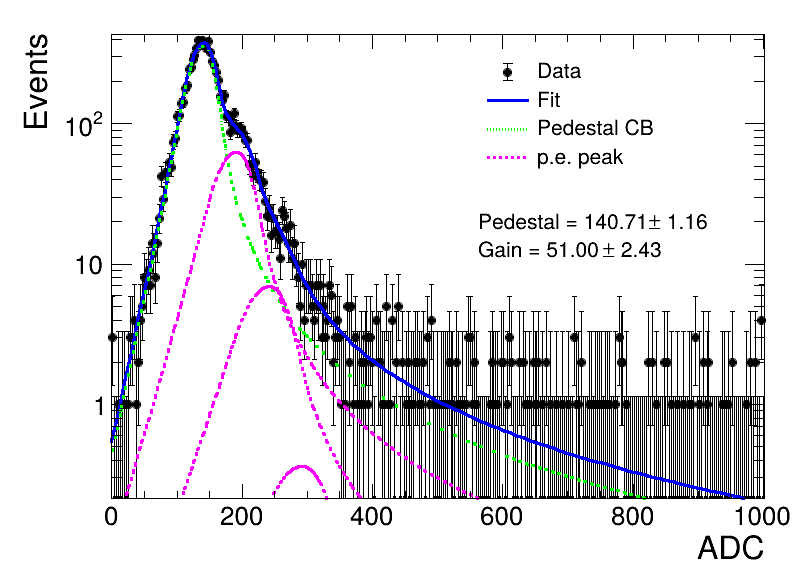 Events
10²
10
1
Data
Fit
Pedestal CB
p.e. peak
Pedestal = 140.71± 1.16
Gain = 51.00 ± 2.43
0 200 400 600 800 1000
ADC